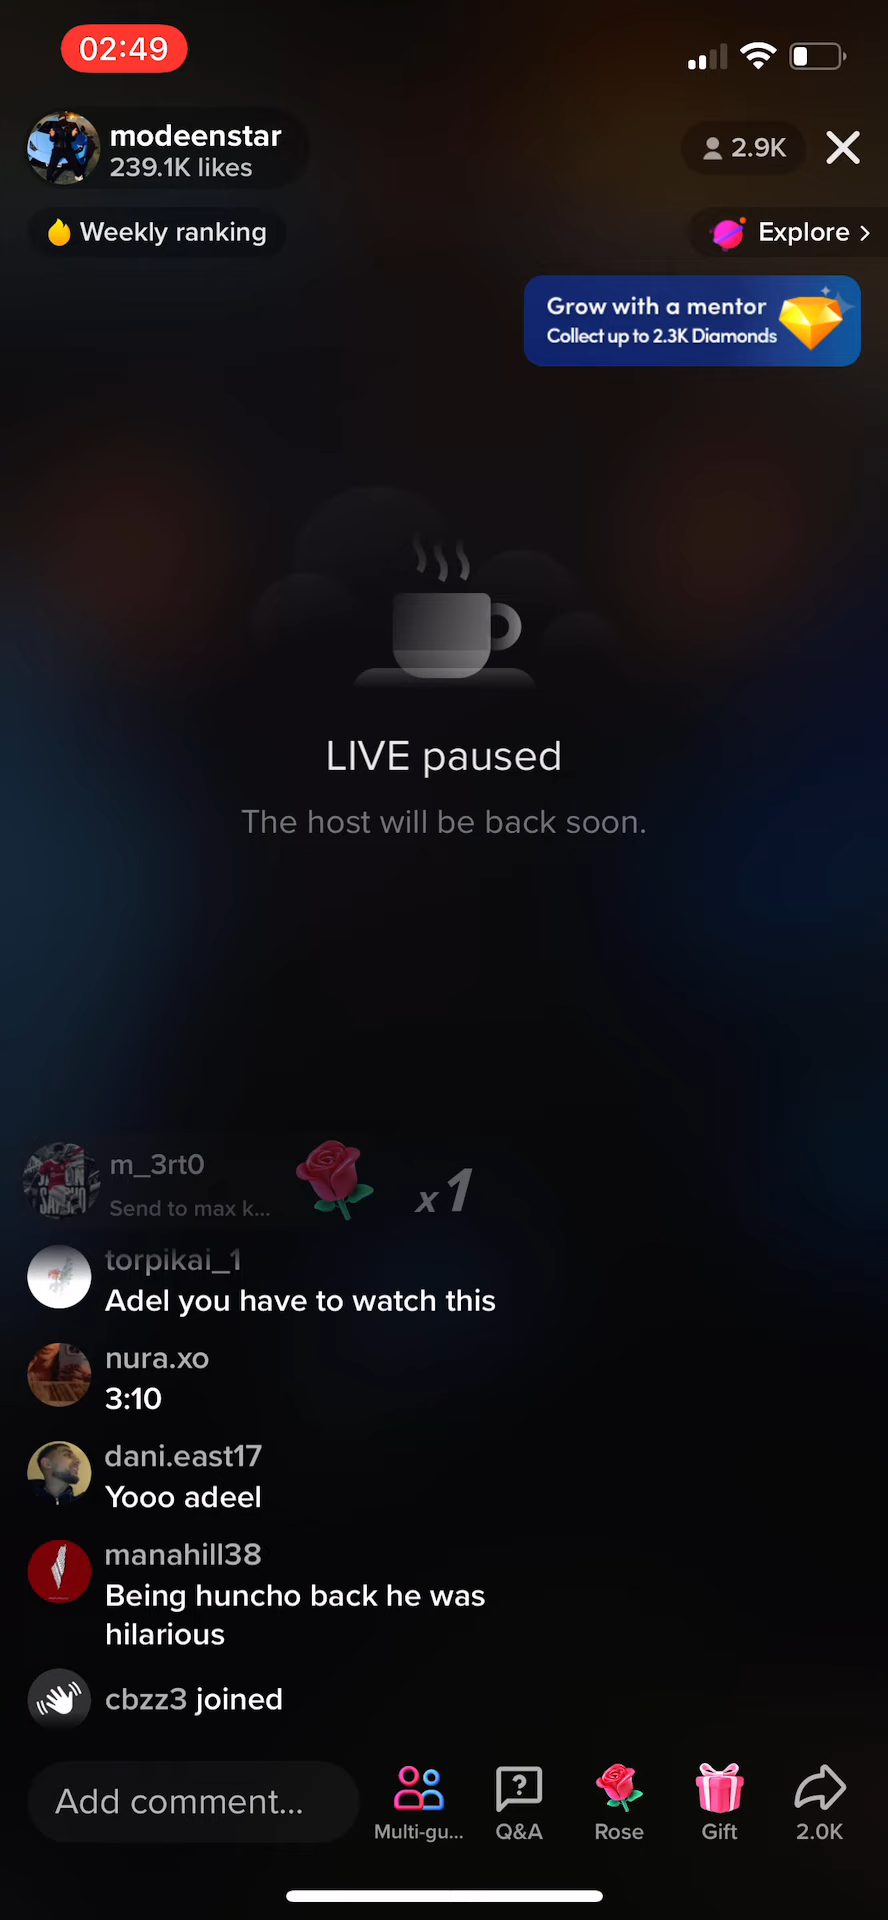 02:49
modeenstar
239.1K likes
2.9K
Weekly ranking
Explore >
Grow with a mentor
Collect up to 2.3K Diamonds
LIVE paused
The host will be back soon.
m_3rt0
Send to max k...
x1
torpikai_1
Adel you have to watch this
nura.xo
3:10
dani.east17
Yooo adeel
manahill38
Being huncho back he was
hilarious
cbzz3 joined
Add comment...
Multi-gu...
Q&A
Rose
Gift
2.0K